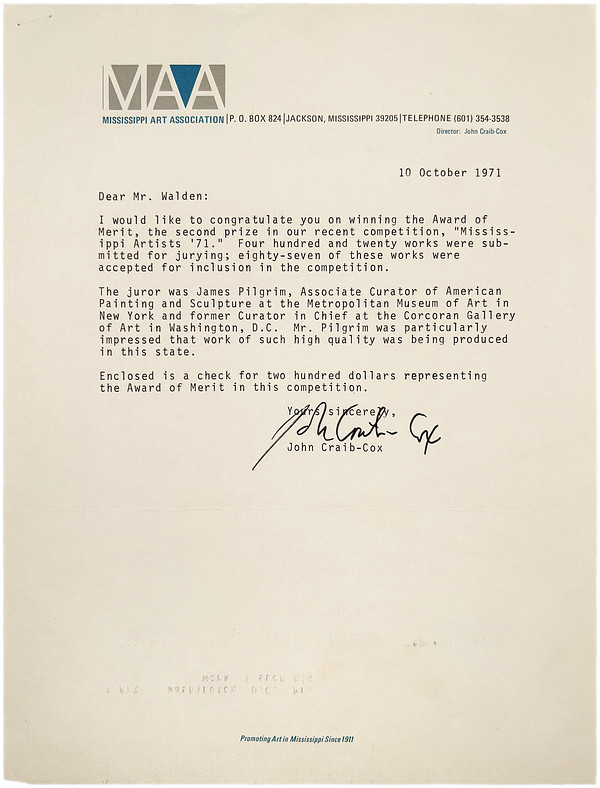 MAA
MISSISSIPPI ART ASSOCIATION | P. O. BOX 824 | JACKSON, MISSISSIPPI 39205 | TELEPHONE (601) 354-3538
Director: John Craib-Cox
10 October 1971
Dear Mr. Walden:
I would like to congratulate you on winning the Award of
Merit, the second prize in our recent competition, "Missis-
ippi Artists '71." Four hundred and twenty works were sub-
mitted for jurying; eighty-seven of these works were
accepted for inclusion in the competition.
The juror was James Pilgrim, Associate Curator of American
Painting and Sculpture at the Metropolitan Museum of Art in
New York and former Curator in Chief at the Corcoran Gallery
of Art in Washington, D.C. Mr. Pilgrim was particularly
impressed that work of such high quality was being produced
in this state.
Enclosed is a check for two hundred dollars representing
the Award of Merit in this competition.
Yours sincerely,
John Craib-Cox
Promoting Art in Mississippi Since 1911